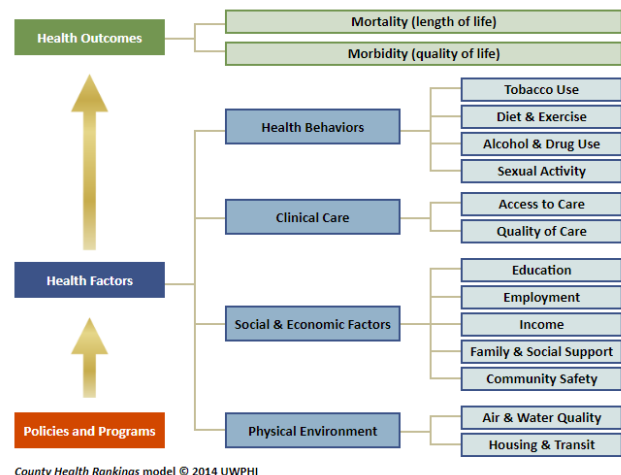 Health Outcomes
Mortality (length of life)
Morbidity (quality of life)
Health Factors
Health Behaviors
Tobacco Use
Diet & Exercise
Alcohol & Drug Use
Sexual Activity
Clinical Care
Access to Care
Quality of Care
Social & Economic Factors
Education
Employment
Income
Family & Social Support
Community Safety
Physical Environment
Air & Water Quality
Housing & Transit
Policies and Programs
County Health Rankings model © 2014 UWPHI